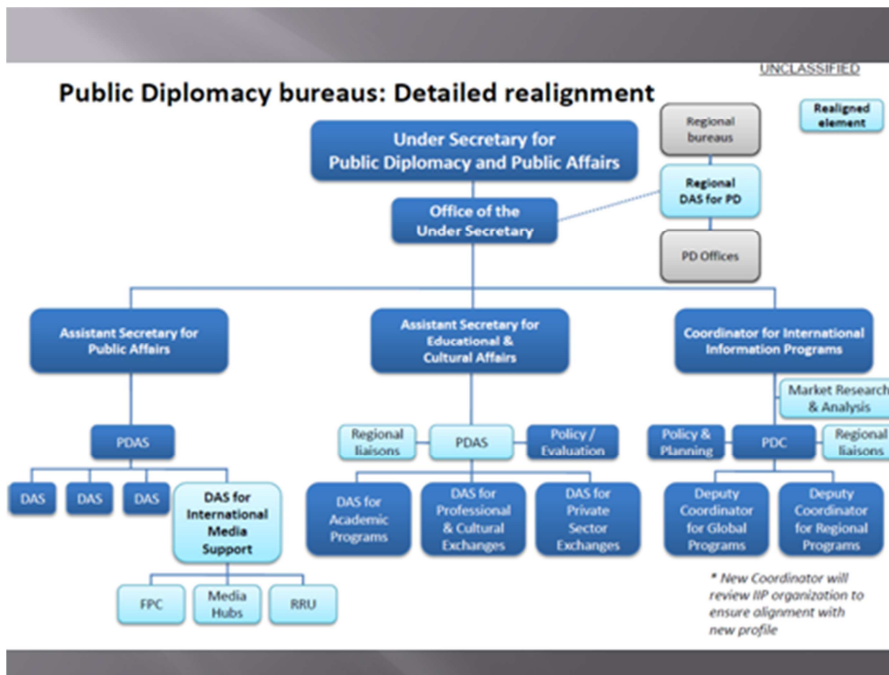 UNCLASSIFIED
Public Diplomacy bureaus: Detailed realignment
Realigned
element
Regional
bureaus
Under Secretary for
Public Diplomacy and Public Affairs
Regional
DAS for PD
Office of the
Under Secretary
PD Offices
Assistant Secretary for
Public Affairs
Assistant Secretary for
Educational &
Cultural Affairs
Coordinator for International
Information Programs
Market Research
& Analysis
PDAS
Regional
liaisons
PDAS
Policy /
Evaluation
Policy &
Planning
PDC
Regional
liaisons
DAS
DAS
DAS
DAS for
International
Media
Support
DAS for
Academic
Programs
DAS for
Professional
& Cultural
Exchanges
DAS for
Private
Sector
Exchanges
Deputy
Coordinator
for Global
Programs
Deputy
Coordinator
for Regional
Programs
FPC
Media
Hubs
RRU
* New Coordinator will
review IIP organization to
ensure alignment with
new profile